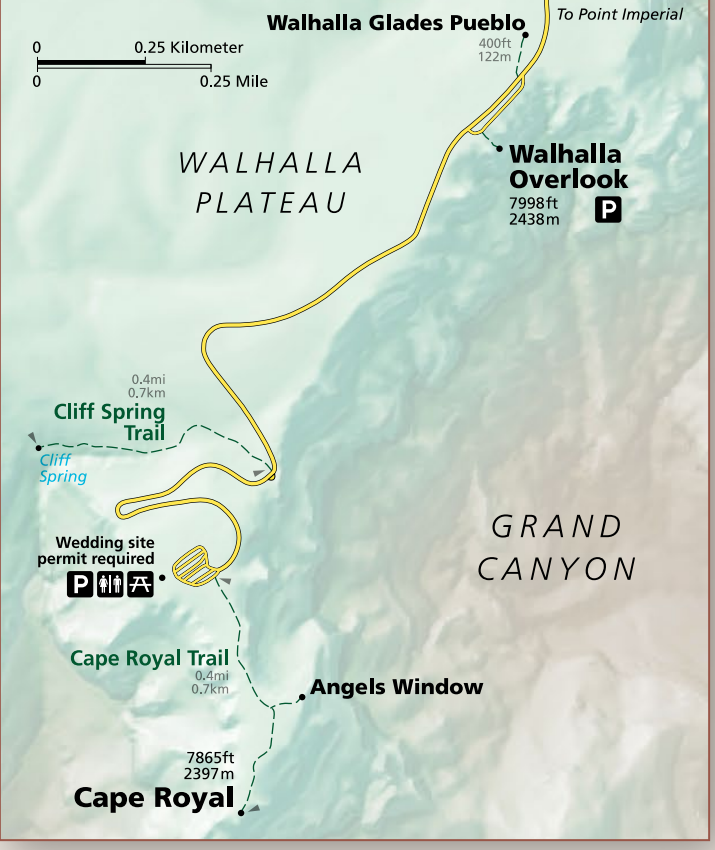 To Point Imperial
Walhalla Glades Pueblo
400ft
122m
0 0.25 Kilometer
0 0.25 Mile
WALHALLA
PLATEAU
Walhalla
Overlook
7998ft
2438m
P
0.4mi
0.7km
Cliff Spring
Trail
Cliff
Spring
GRAND
CANYON
Wedding site
permit required
P
Cape Royal Trail
0.4mi
0.7km
Angels Window
7865ft
2397m
Cape Royal